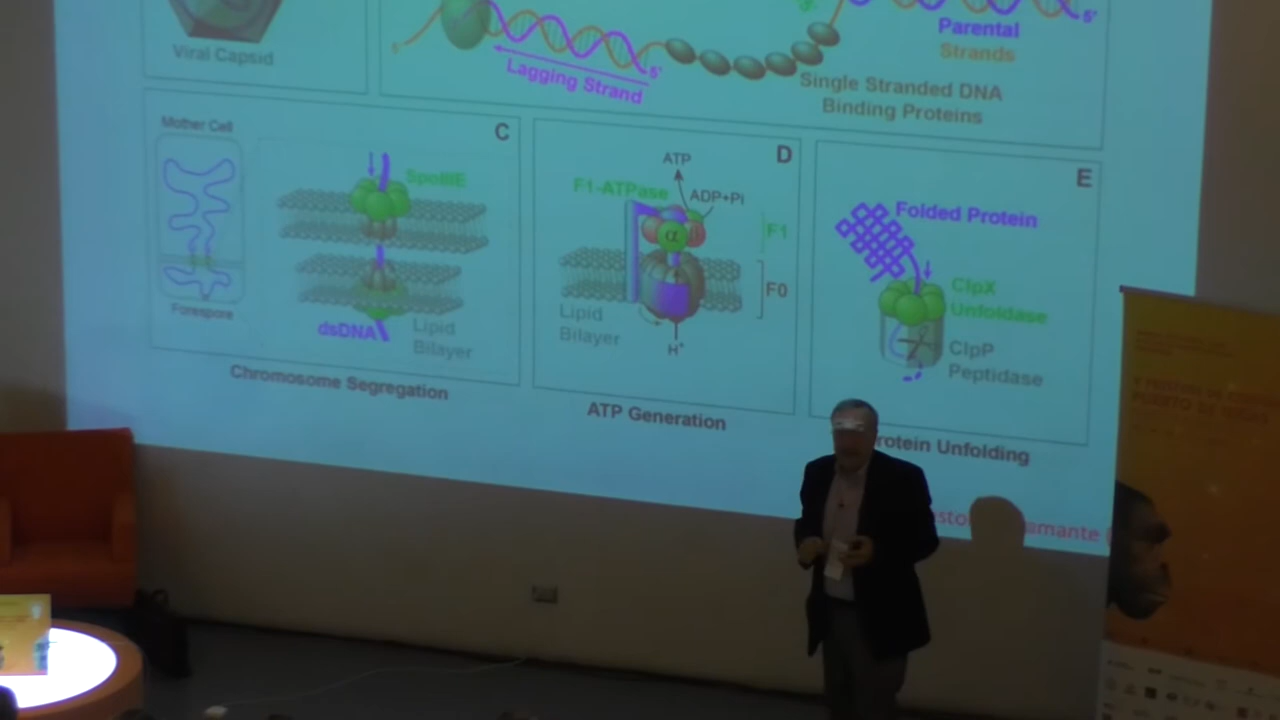 Viral Capsid
Lagging Strand
5'
5'
Parental
Strands
Single Stranded DNA
Binding Proteins
Mother Cell
Forespore
C
SpoIIIE
dsDNA
Lipid
Bilayer
Chromosome Segregation
D
ATP
F1-ATPase
ADP+Pi
α
F1
F0
Lipid
Bilayer
H+
ATP Generation
E
Folded Protein
ClpX
Unfoldase
ClpP
Peptidase
rotein Unfolding